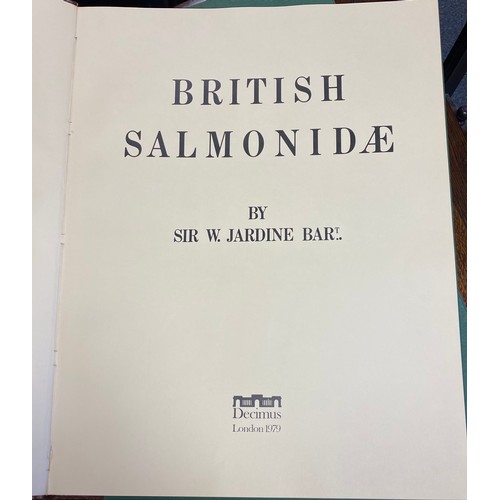 BRITISH
SALMONIDÆ
BY
SIR W. JARDINE BARᵀ..
Decimus
London 1979